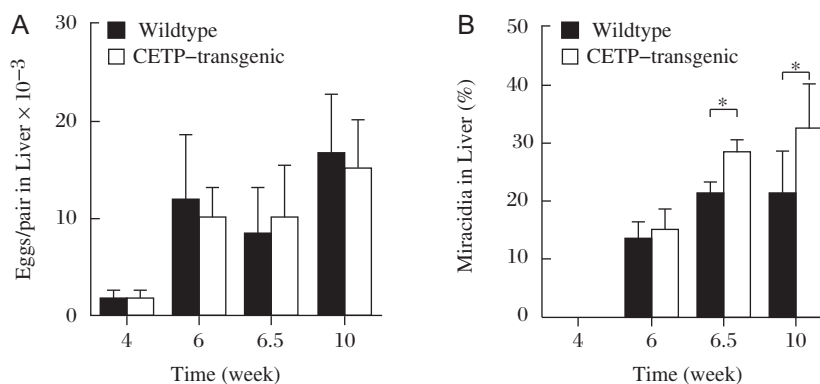 A
Wildtype
CETP-transgenic
Eggs/pair in Liver × 10⁻³
30
20
10
0
4 6 6.5 10
Time (week)
B
Wildtype
CETP-transgenic
Miracidia in Liver (%)
50
40
30
20
10
0
*
*
4 6 6.5 10
Time (week)